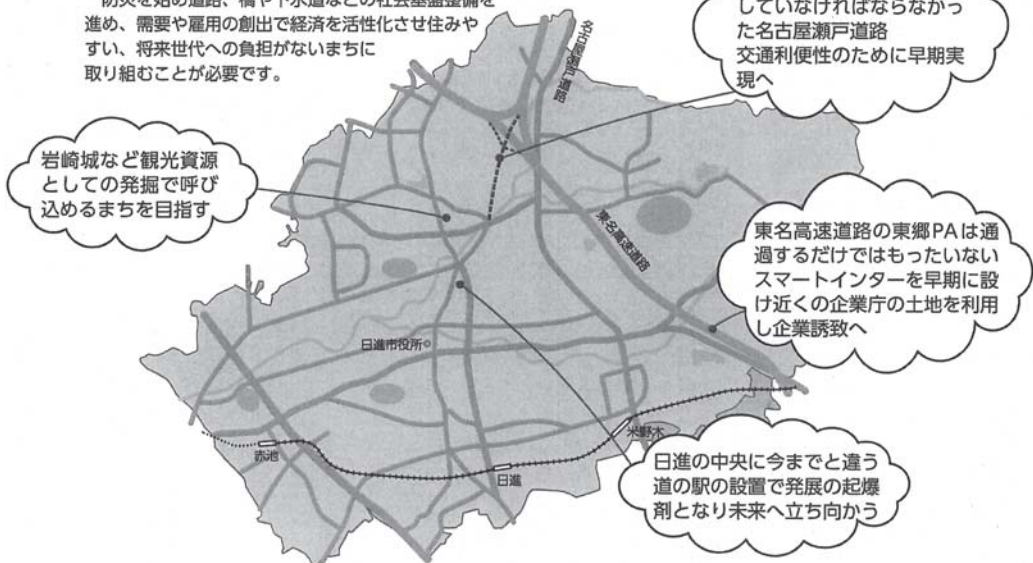 防災を始め道路、橋や下水道などの社会基盤整備を
進め、需要や雇用の創出で経済を活性化させ住みや
すい、将来世代への負担がないまちに
取り組むことが必要です。
していなければならなかっ
た名古屋瀬戸道路
交通利便性のために早期実
現へ
名古屋瀬戸道路
岩崎城など観光資源
としての発掘で呼び
込めるまちを目指す
東名高速道路
東名高速道路の東郷PAは通
過するだけではもったいない
スマートインターを早期に設
け近くの企業庁の土地を利用
し企業誘致へ
日進市役所
赤池
日進
米野木
日進の中央に今までと違う
道の駅の設置で発展の起爆
剤となり未来へ立ち向かう